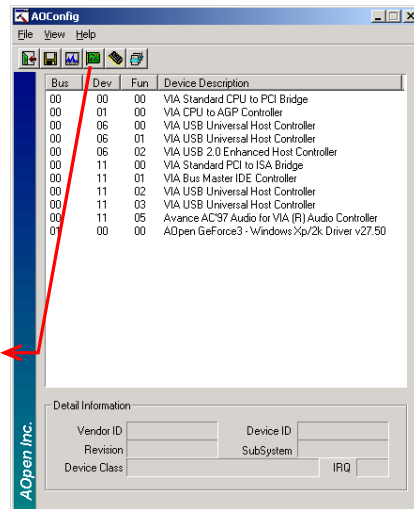 AOConfig
File View Help
Bus Dev Fun Device Description
00 00 00 VIA Standard CPU to PCI Bridge
00 01 00 VIA CPU to AGP Controller
00 06 00 VIA USB Universal Host Controller
00 06 01 VIA USB Universal Host Controller
00 06 02 VIA USB 2.0 Enhanced Host Controller
00 11 00 VIA Standard PCI to ISA Bridge
00 11 01 VIA Bus Master IDE Controller
00 11 02 VIA USB Universal Host Controller
00 11 03 VIA USB Universal Host Controller
00 11 05 Avance AC'97 Audio for VIA (R) Audio Controller
01 00 00 AOpen GeForce3 - Windows Xp/2k Driver v27.50
Detail Information
Vendor ID Device ID
Revision SubSystem
Device Class IRQ
AOpen Inc.